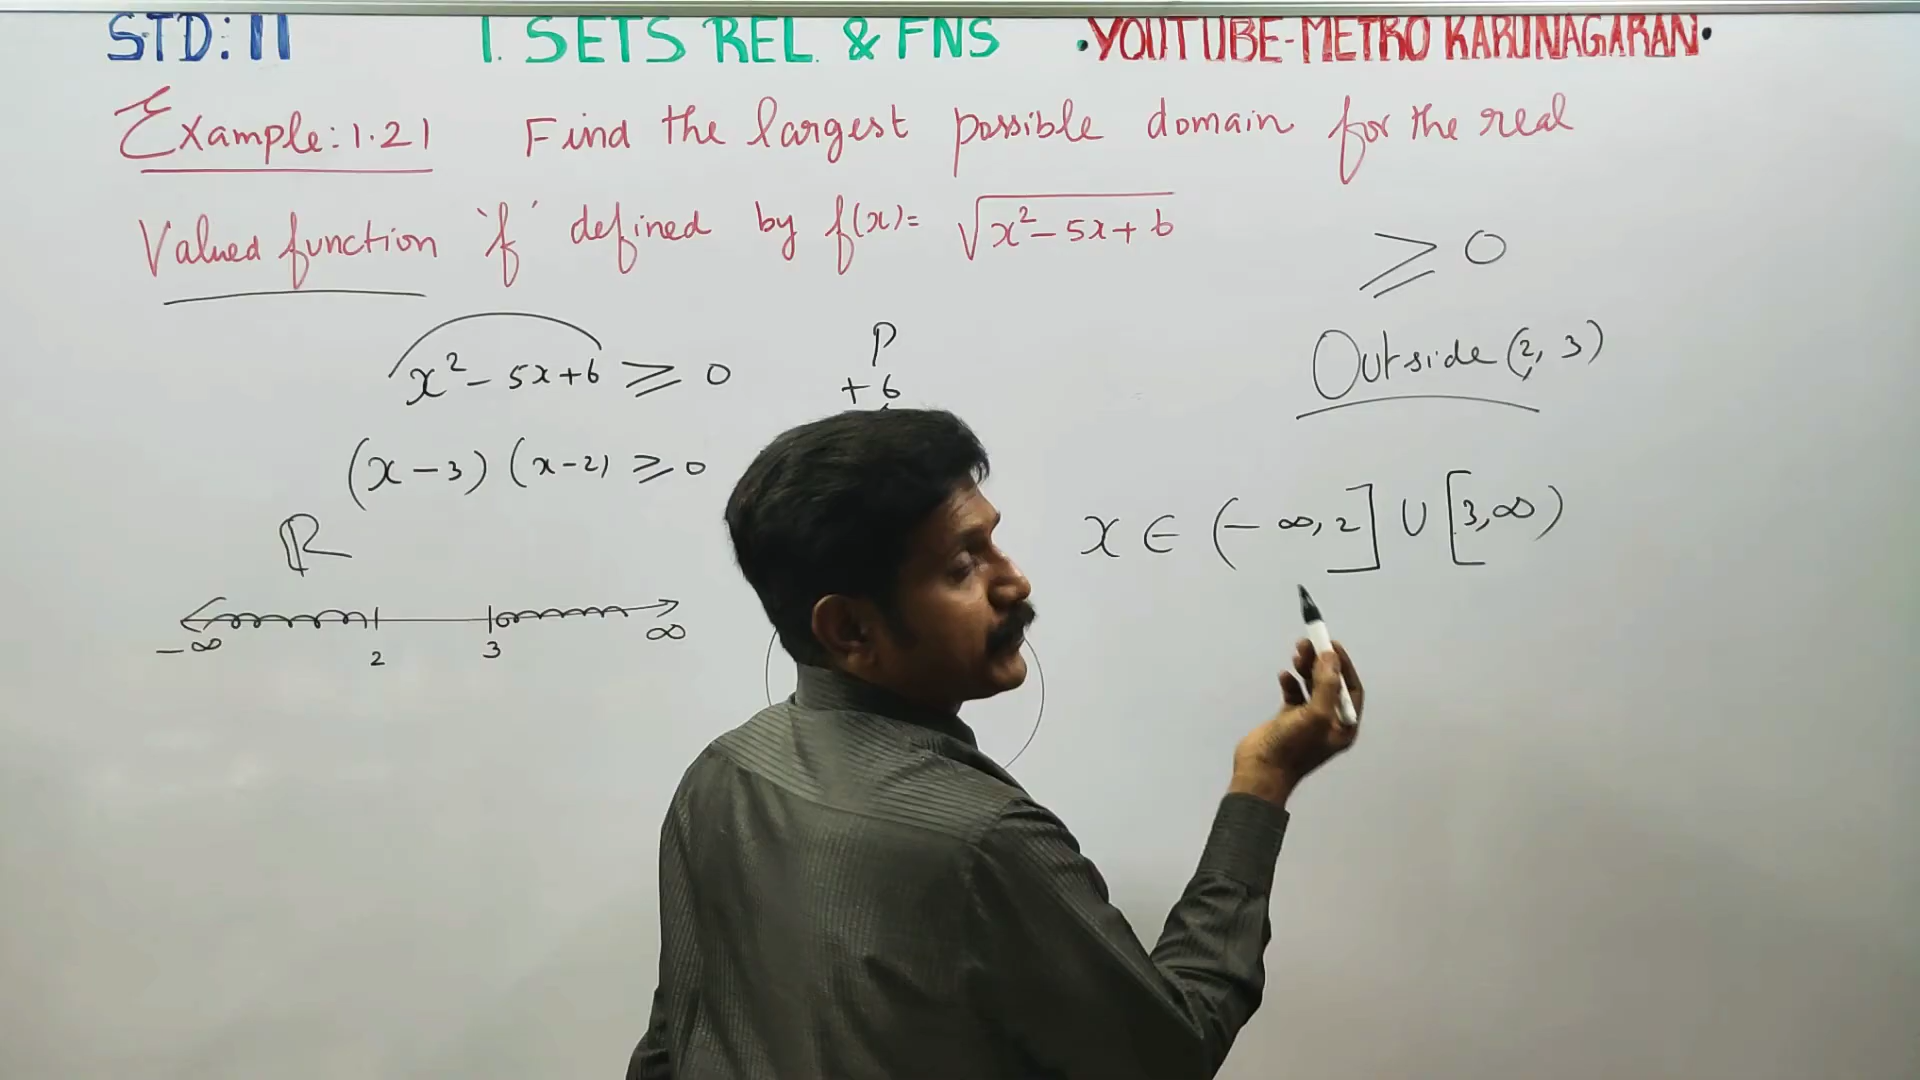 STD: 11 1. SETS REL. & FNS • YOUTUBE-METRO KARUNAGARAN •
Example: 1.21 Find the largest possible domain for the real
Valued function 'f' defined by f(x)= √x²-5x+6
≥ 0
x²-5x+6 ≥ 0
P
+6
Outside (2, 3)
(x-3) (x-2) ≥ 0
x ∈ (-∞, 2] ∪ [3, ∞)
ℝ
-∞ 2 3 ∞